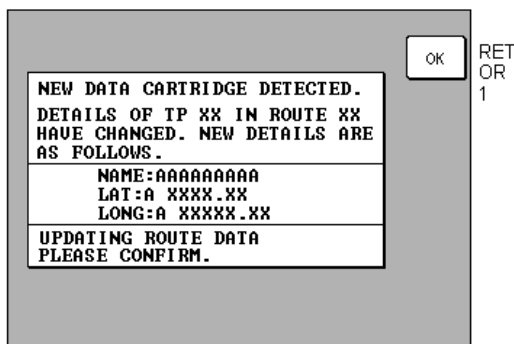 OK
RET
OR
1
NEW DATA CARTRIDGE DETECTED.
DETAILS OF TP XX IN ROUTE XX
HAVE CHANGED. NEW DETAILS ARE
AS FOLLOWS.
NAME:AAAAAAAAA
LAT:A XXXX.XX
LONG:A XXXXX.XX
UPDATING ROUTE DATA
PLEASE CONFIRM.